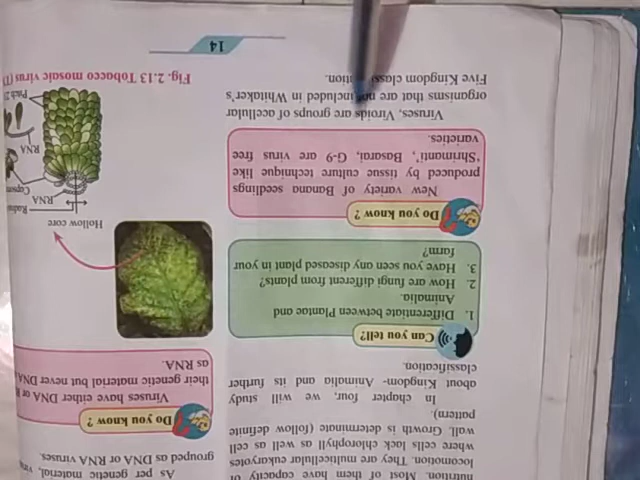 nutrition. Most of them have capacity of
locomotion. They are multicellular eukaryotes
where cells lack chlorophyll as well as cell
wall. Growth is determinate (follow definite
pattern).
In chapter four, we will study
about Kingdom- Animalia and its further
classification.
Can you tell?
1. Differentiate between Plantae and
Animalia.
2. How are fungi different from plants?
3. Have you seen any diseased plant in your
farm?
Do you know ?
New variety of Banana seedlings
produced by tissue culture technique like
'Shrimonti', Basarai, G-9 are virus free
varieties.
Viruses, Viroids are groups of acellular
organisms that are not included in Whitaker's
Five Kingdom
As per genetic material,
grouped as DNA or RNA viruses.
Do you know ?
Viruses have either DNA or
their genetic material but never DNA
as RNA.
Hollow core
RNA
RNA
Fig. 2.13 Tobacco mosaic virus
14